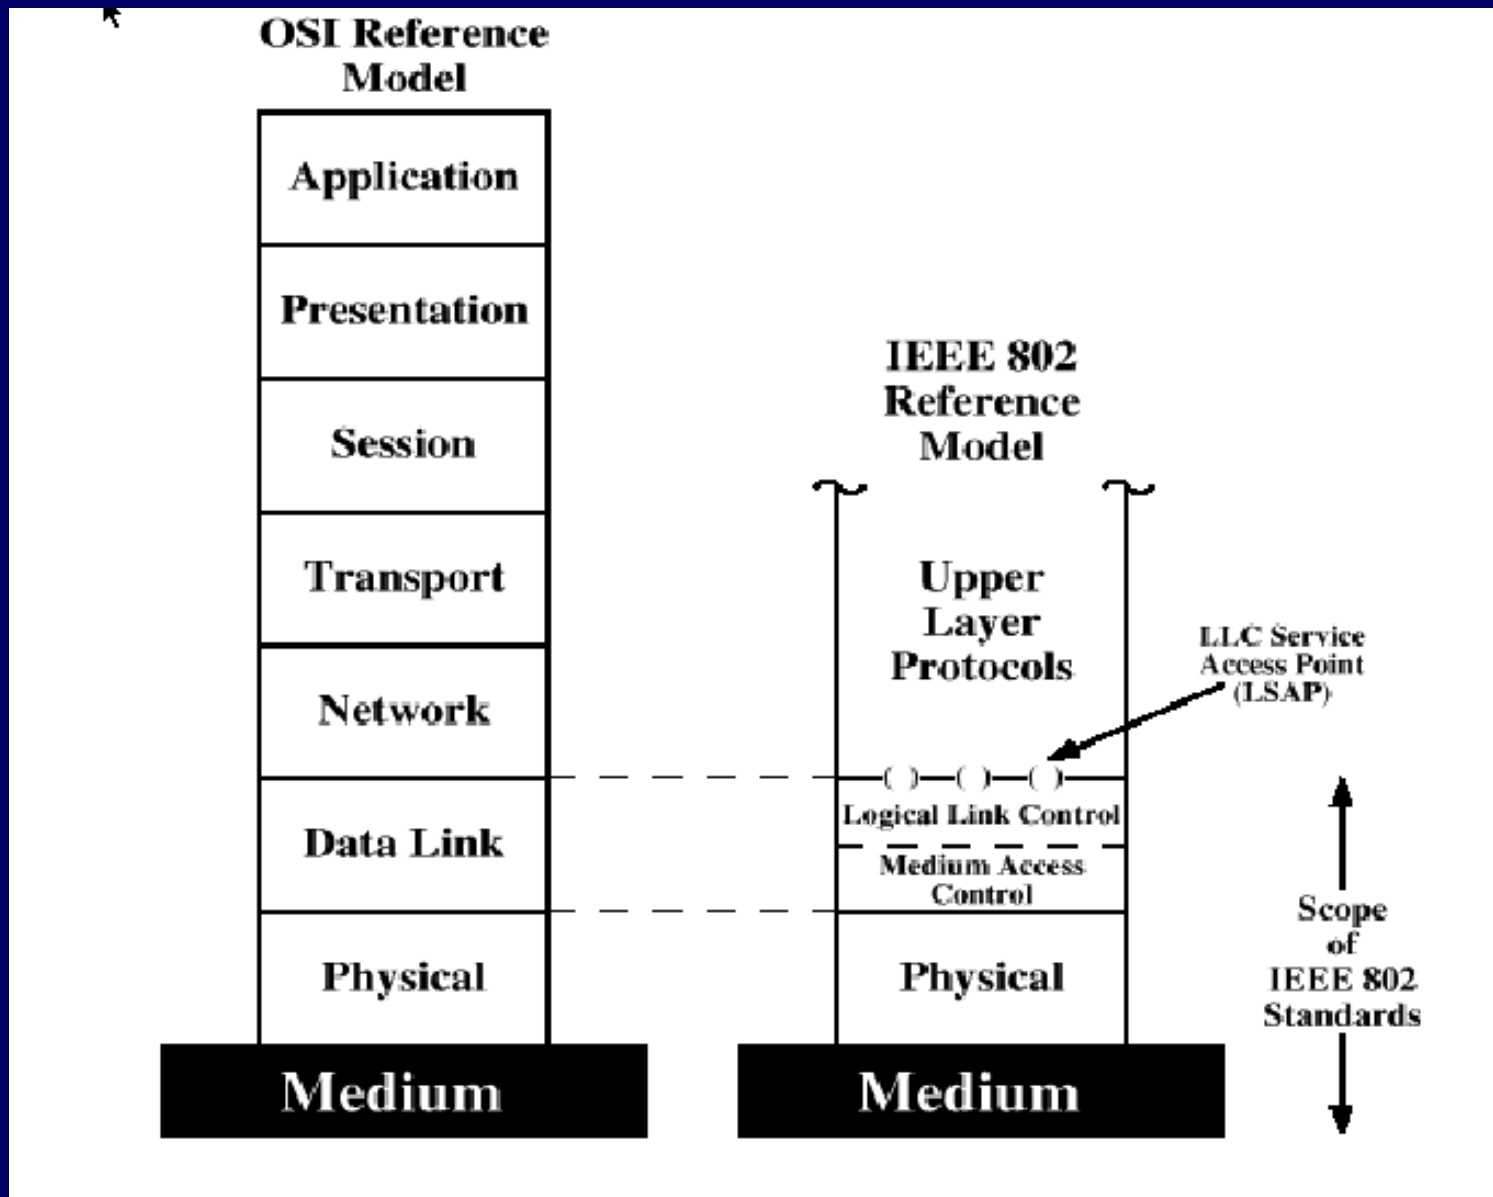 OSI Reference
Model
Application
Presentation
Session
Transport
Network
Data Link
Physical
Medium
IEEE 802
Reference
Model
Upper
Layer
Protocols
LLC Service
Access Point
(LSAP)
Logical Link Control
Medium Access
Control
Physical
Medium
Scope
of
IEEE 802
Standards